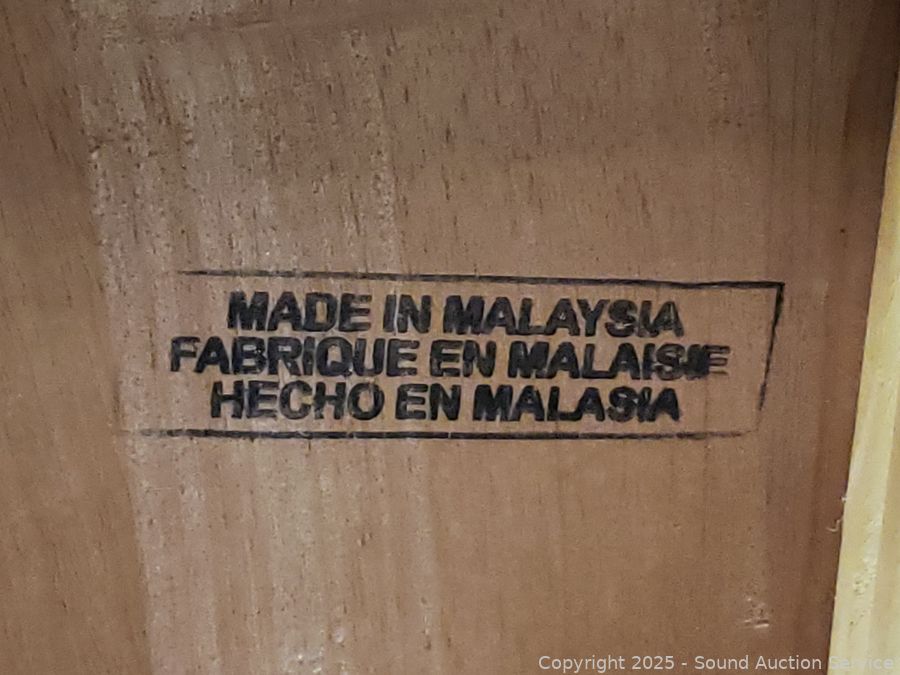 MADE IN MALAYSIA
FABRIQUE EN MALAISIE
HECHO EN MALASIA
Copyright 2025 - Sound Auction Service